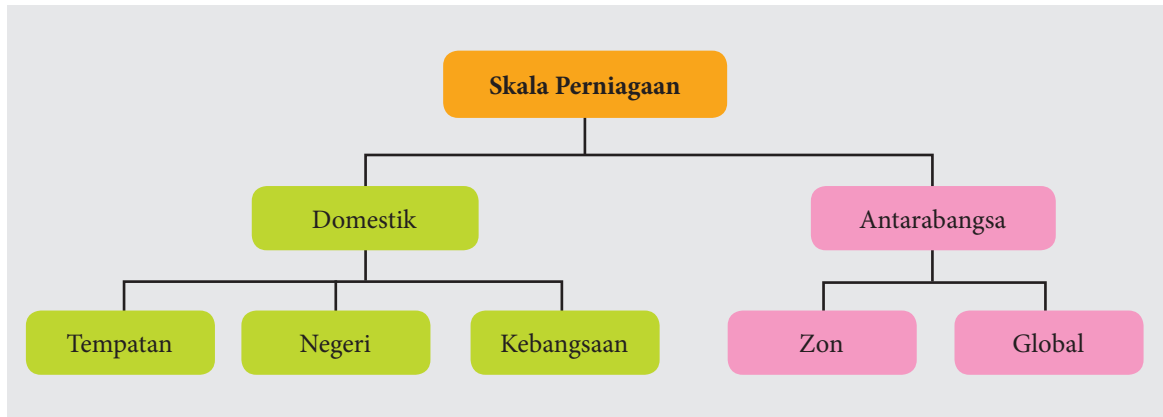 Skala Perniagaan
Domestik
Antarabangsa
Tempatan
Negeri
Kebangsaan
Zon
Global